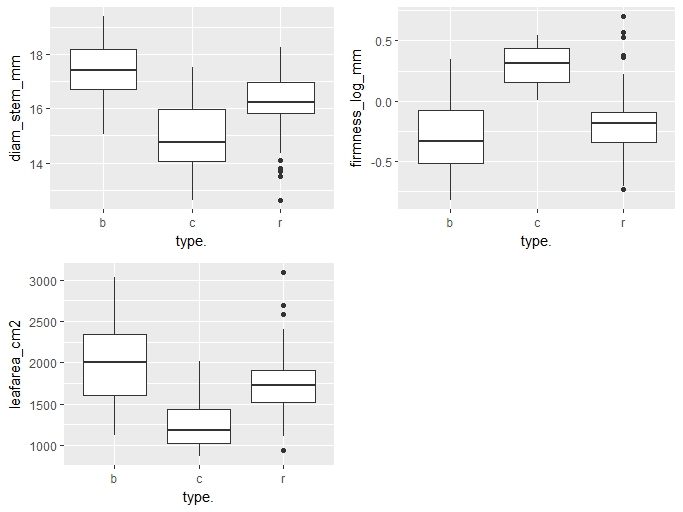 diam_stem_mm
18
16
14
b c r
type.
firmness_log_mm
0.5
0.0
-0.5
b c r
type.
leafarea_cm2
3000
2500
2000
1500
1000
b c r
type.